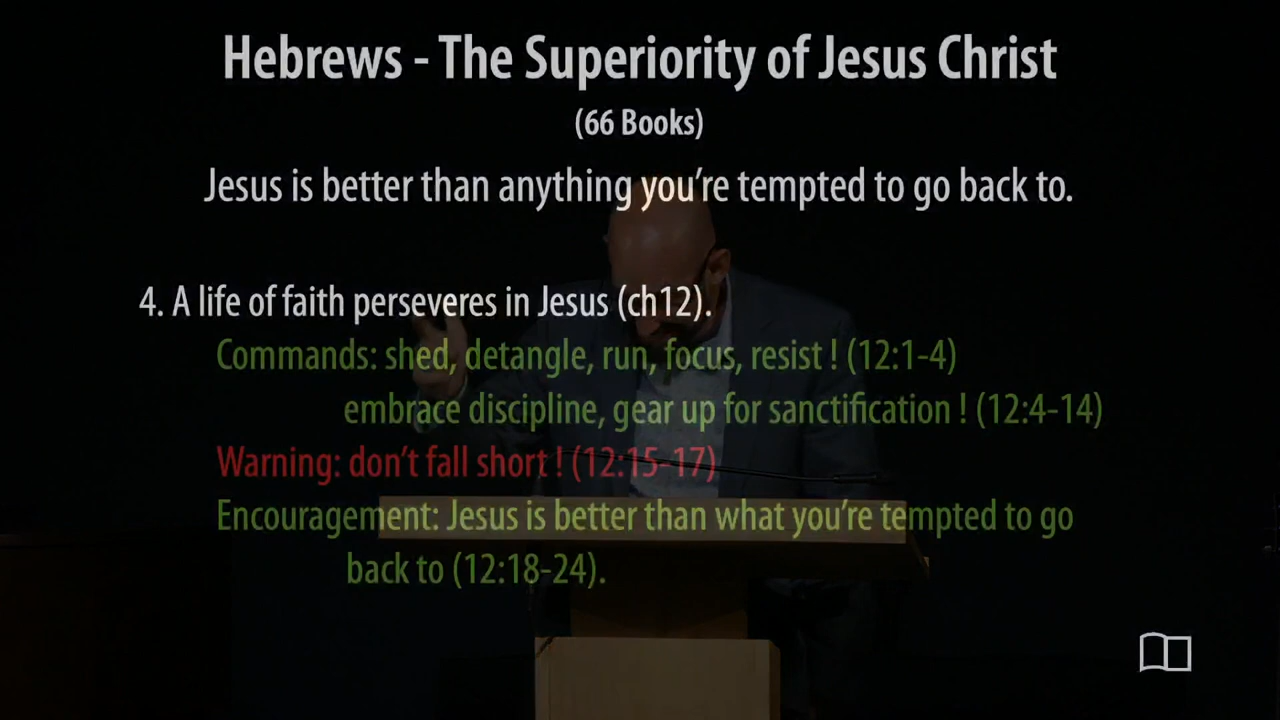 Hebrews - The Superiority of Jesus Christ
(66 Books)
Jesus is better than anything you're tempted to go back to.
4. A life of faith perseveres in Jesus (ch12).
Commands: shed, detangle, run, focus, resist ! (12:1-4)
embrace discipline, gear up for sanctification ! (12:4-14)
Warning: don't fall short ! (12:15-17)
Encouragement: Jesus is better than what you're tempted to go
back to (12:18-24).